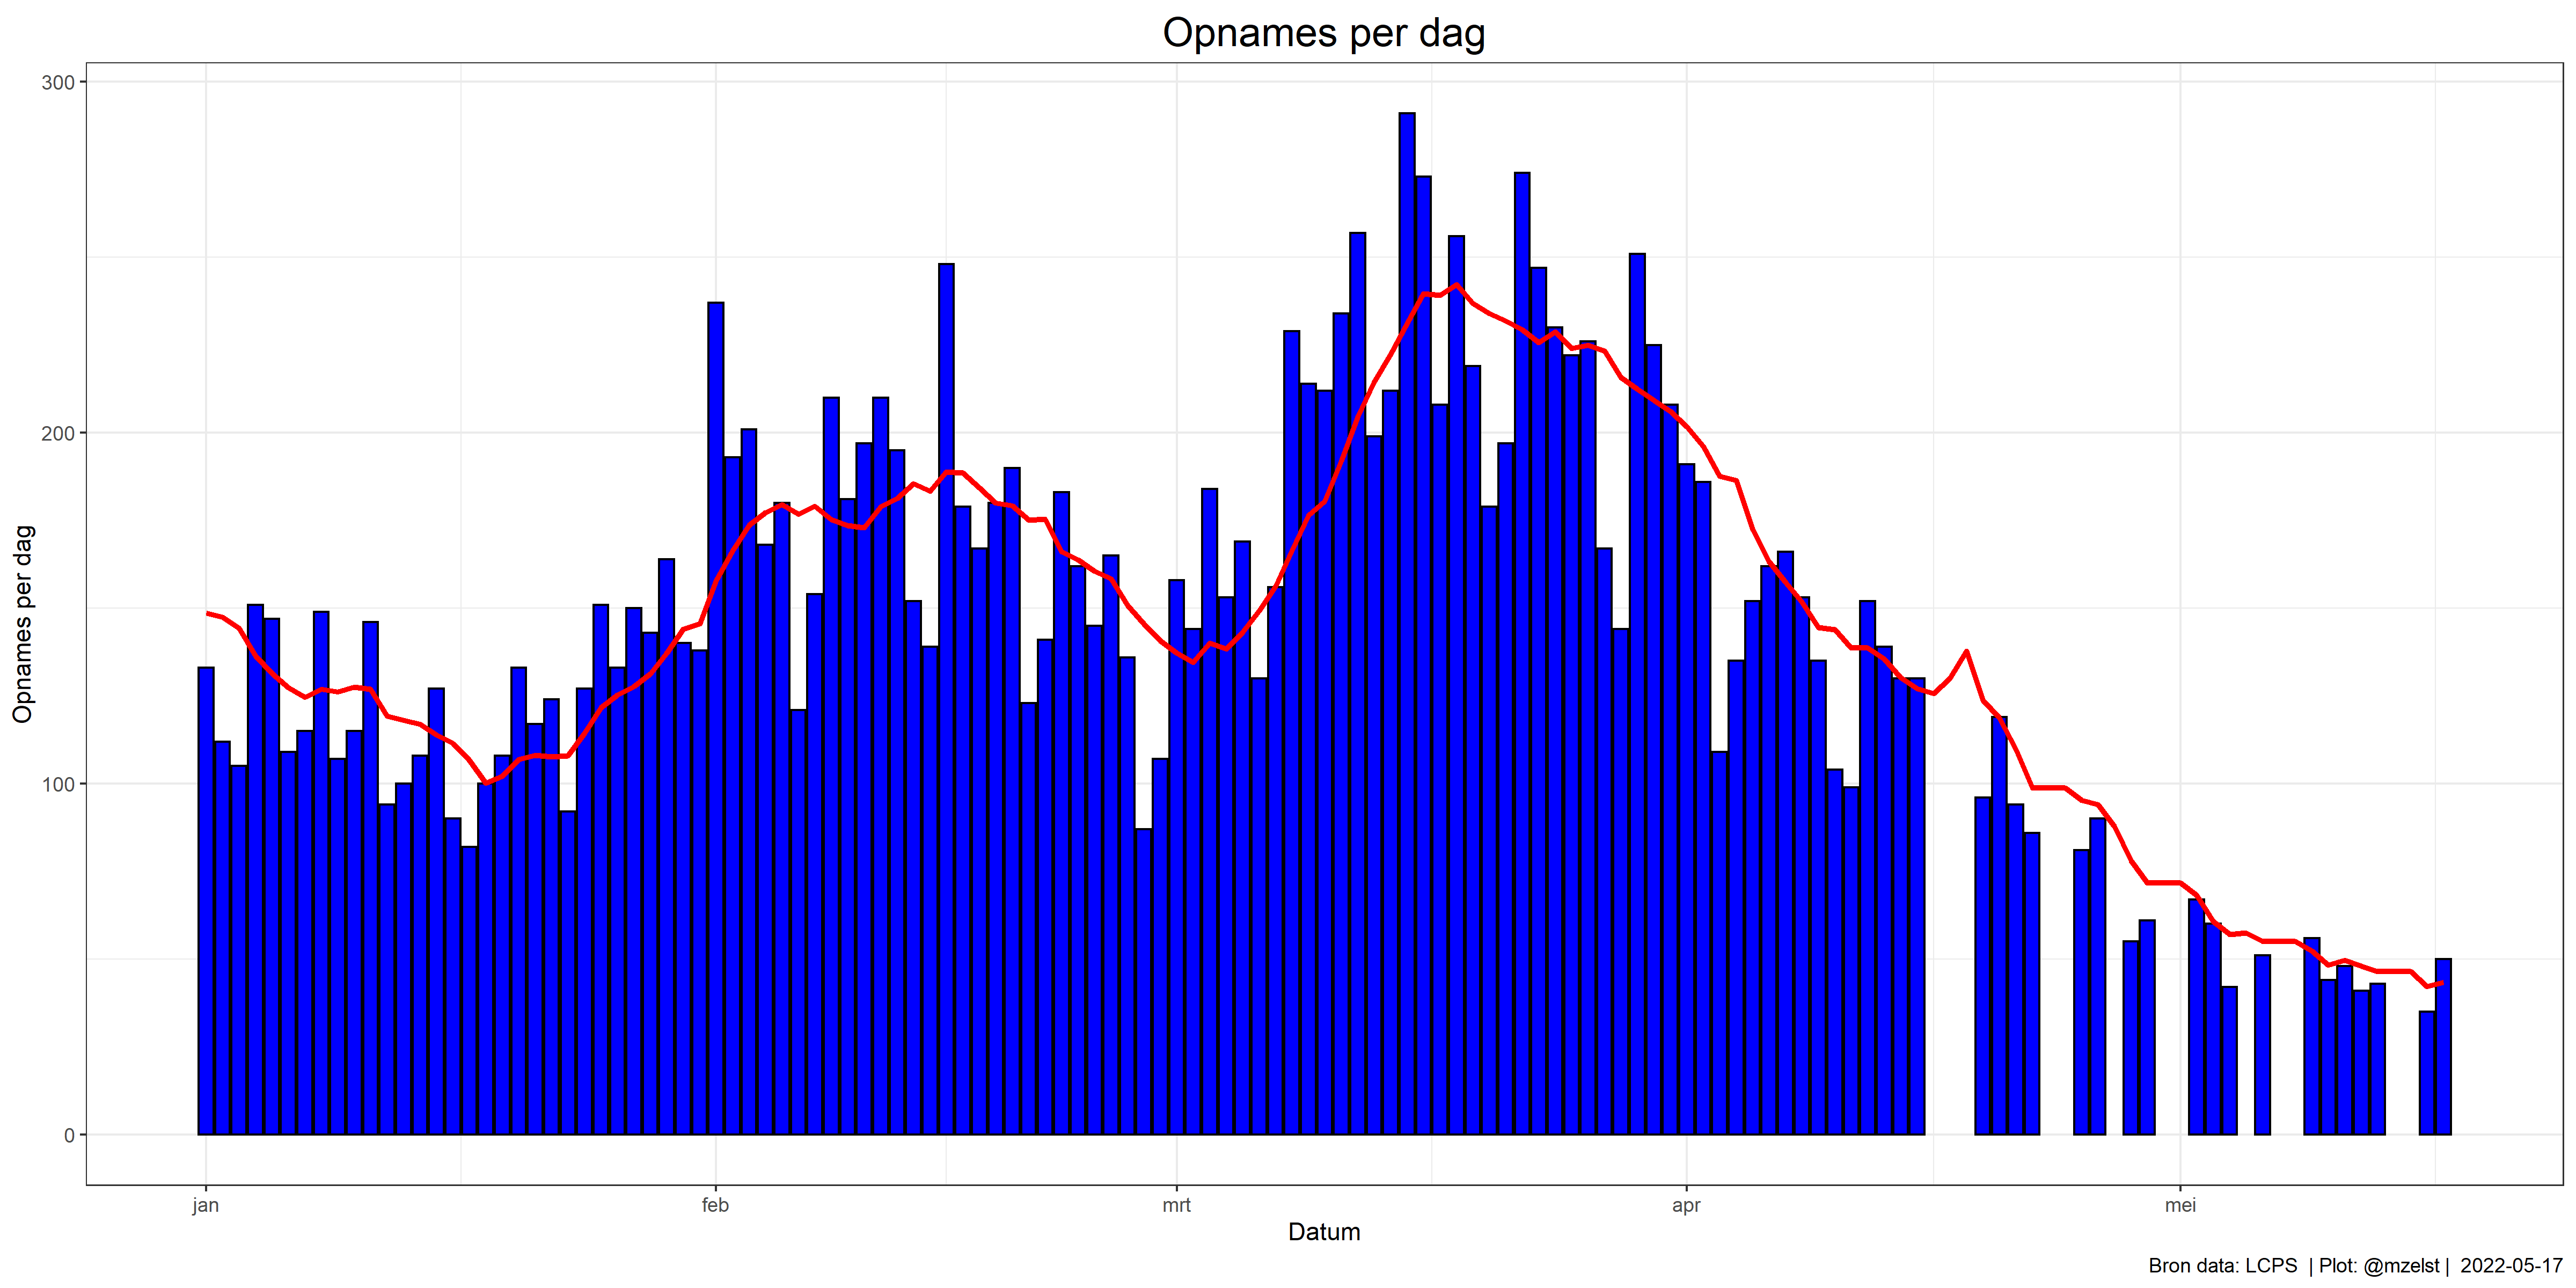 Opnames per dag
300
200
100
0
Opnames per dag
jan feb mrt apr mei
Datum
Bron data: LCPS | Plot: @mzelst | 2022-05-17